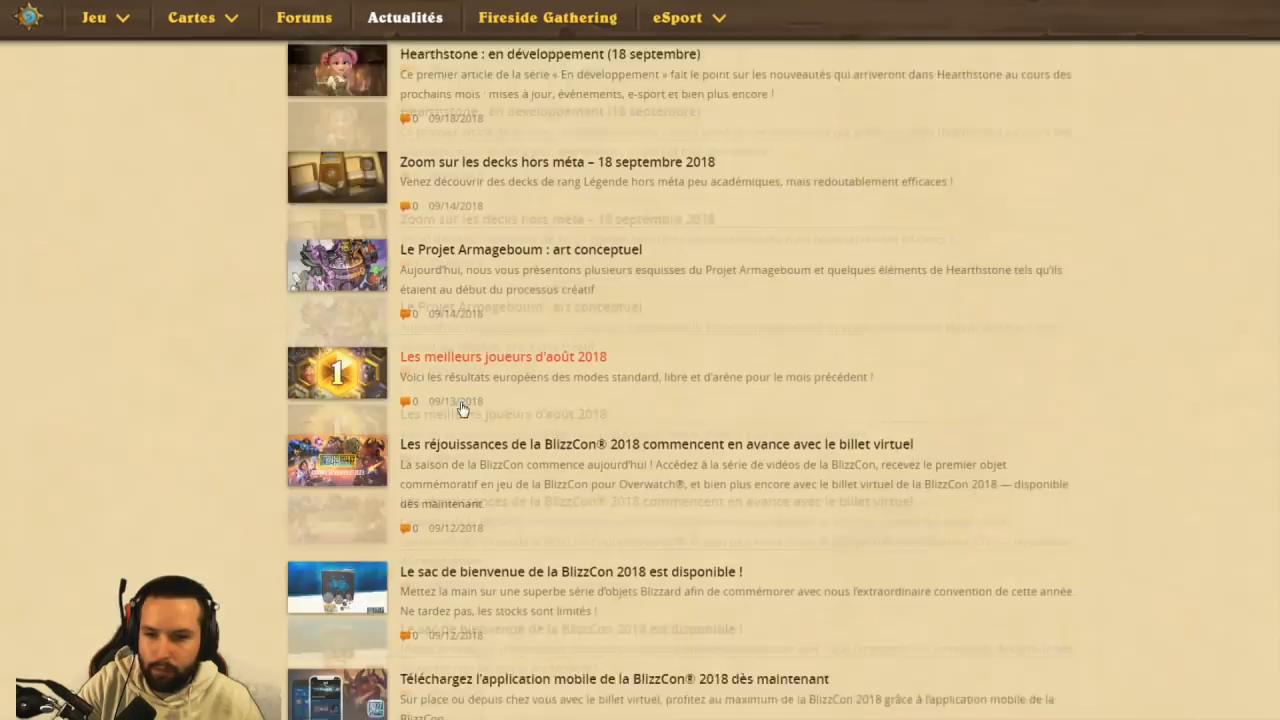 Jeu Cartes Forums Actualités Fireside Gathering eSport
Hearthstone : en développement (18 septembre)
Ce premier article de la série « En développement » fait le point sur les nouveautés qui arriveront dans Hearthstone au cours des
prochains mois : mises à jour, événements, e-sport et bien plus encore !
0 09/18/2018
Zoom sur les decks hors méta – 18 septembre 2018
Venez découvrir des decks de rang Légende hors méta peu académiques, mais redoutablement efficaces !
0 09/14/2018
Le Projet Armageboum : art conceptuel
Aujourd'hui, nous vous présentons plusieurs esquisses du Projet Armageboum et quelques éléments de Hearthstone tels qu'ils
étaient au début du processus créatif
0 09/14/2018
1
Les meilleurs joueurs d'août 2018
Voici les résultats européens des modes standard, libre et d'arène pour le mois précédent !
0 09/13/2018
Les réjouissances de la BlizzCon® 2018 commencent en avance avec le billet virtuel
La saison de la BlizzCon commence aujourd'hui ! Accédez à la série de vidéos de la BlizzCon, recevez le premier objet
commémoratif en jeu de la BlizzCon pour Overwatch®, et bien plus encore avec le billet virtuel de la BlizzCon 2018 — disponible
dès maintenant
0 09/12/2018
Le sac de bienvenue de la BlizzCon 2018 est disponible !
Mettez la main sur une superbe série d'objets Blizzard afin de commémorer avec nous l'extraordinaire convention de cette année.
Ne tardez pas, les stocks sont limités !
0 09/12/2018
Téléchargez l'application mobile de la BlizzCon® 2018 dès maintenant
Sur place ou depuis chez vous avec le billet virtuel, profitez au maximum de la BlizzCon 2018 grâce à l'application mobile de la
BlizzCon